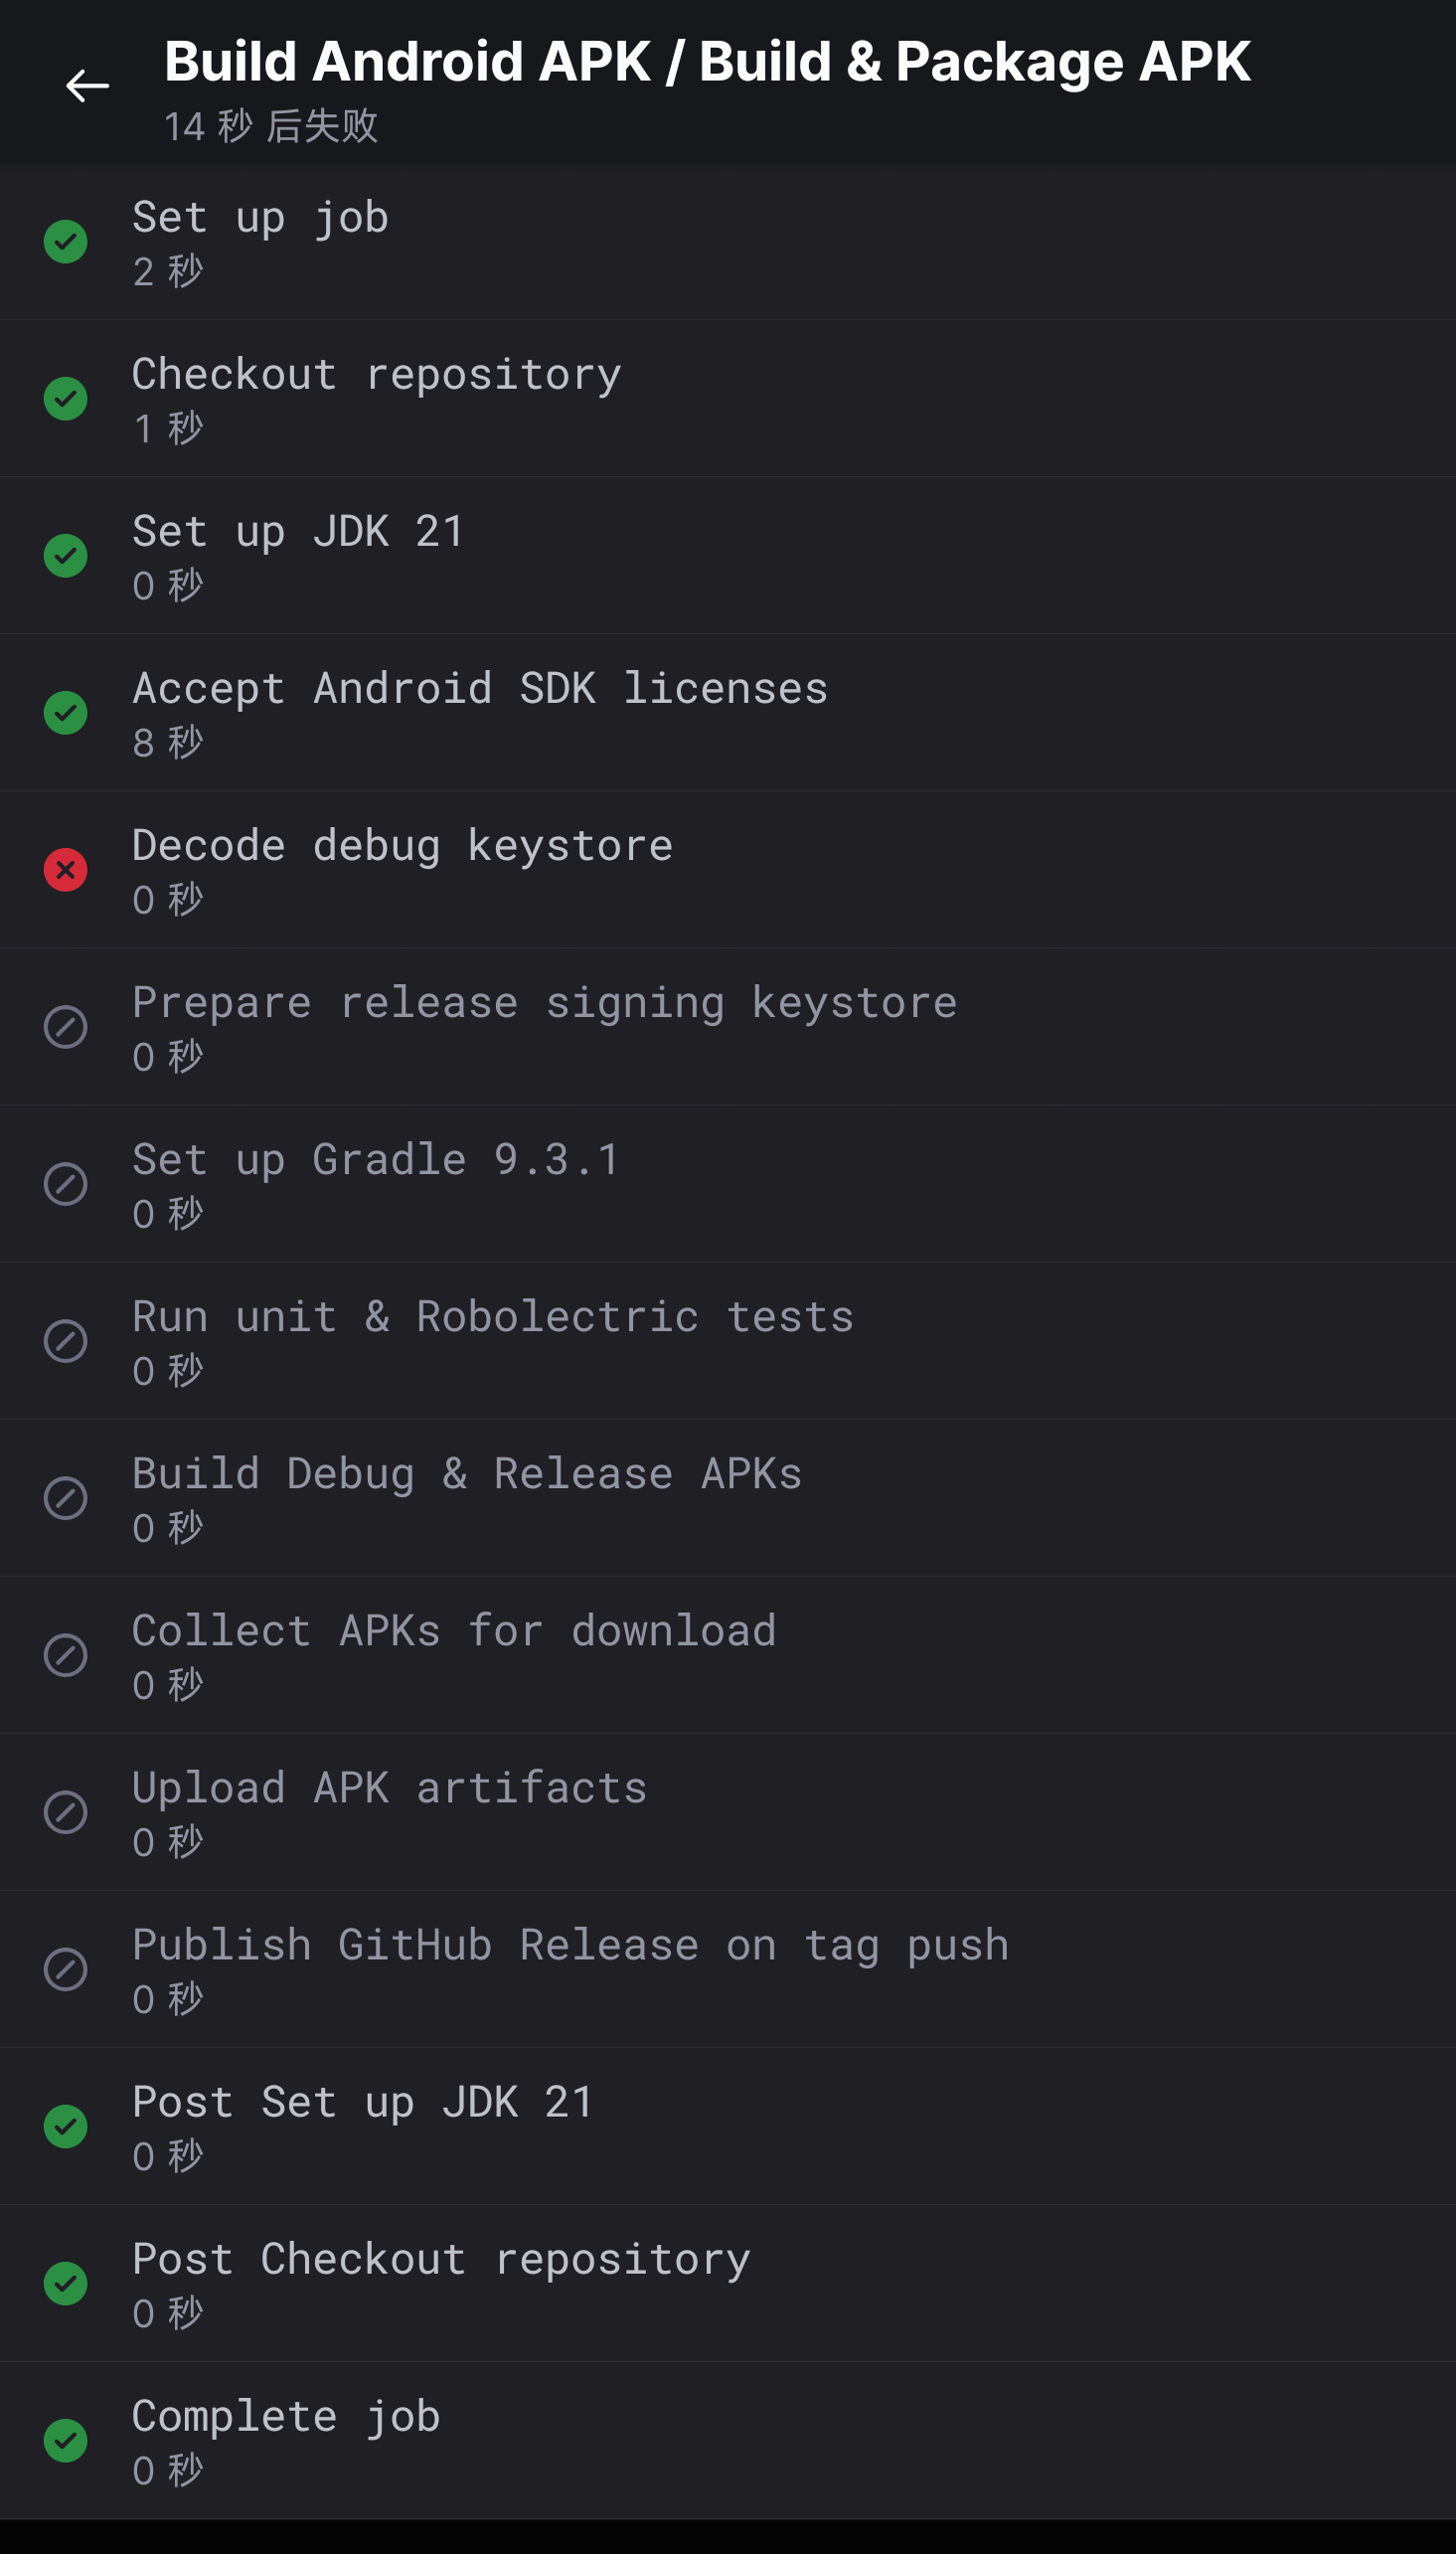 Build Android APK / Build & Package APK
14 秒 后失败
Set up job
2 秒
Checkout repository
1 秒
Set up JDK 21
0 秒
Accept Android SDK licenses
8 秒
Decode debug keystore
0 秒
Prepare release signing keystore
0 秒
Set up Gradle 9.3.1
0 秒
Run unit & Robolectric tests
0 秒
Build Debug & Release APKs
0 秒
Collect APKs for download
0 秒
Upload APK artifacts
0 秒
Publish GitHub Release on tag push
0 秒
Post Set up JDK 21
0 秒
Post Checkout repository
0 秒
Complete job
0 秒